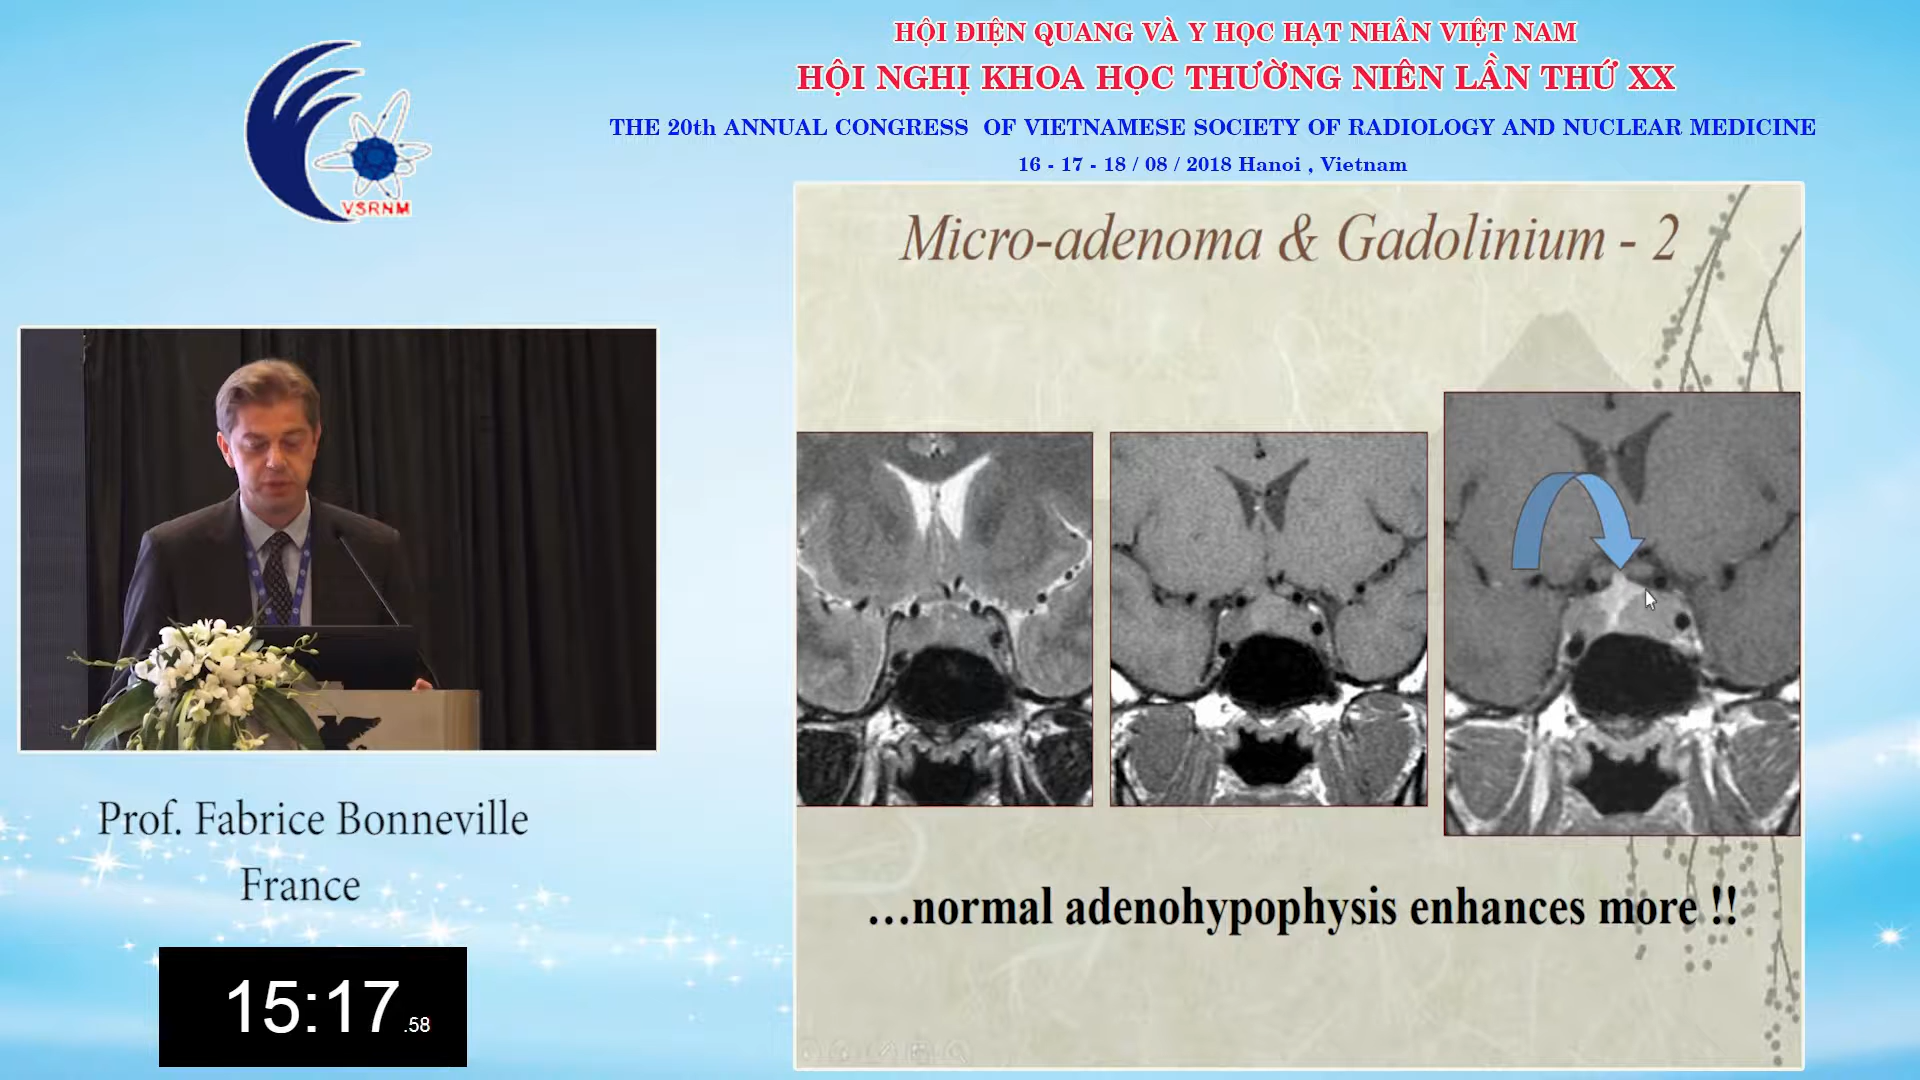 HỘI ĐIỆN QUANG VÀ Y HỌC HẠT NHÂN VIỆT NAM
HỘI NGHỊ KHOA HỌC THƯỜNG NIÊN LẦN THỨ XX
THE 20th ANNUAL CONGRESS OF VIETNAMESE SOCIETY OF RADIOLOGY AND NUCLEAR MEDICINE
16 - 17 - 18 / 08 / 2018 Hanoi , Vietnam
VSRNM
Micro-adenoma & Gadolinium - 2
...normal adenohypophysis enhances more !!
Prof. Fabrice Bonneville
France
15:17.58